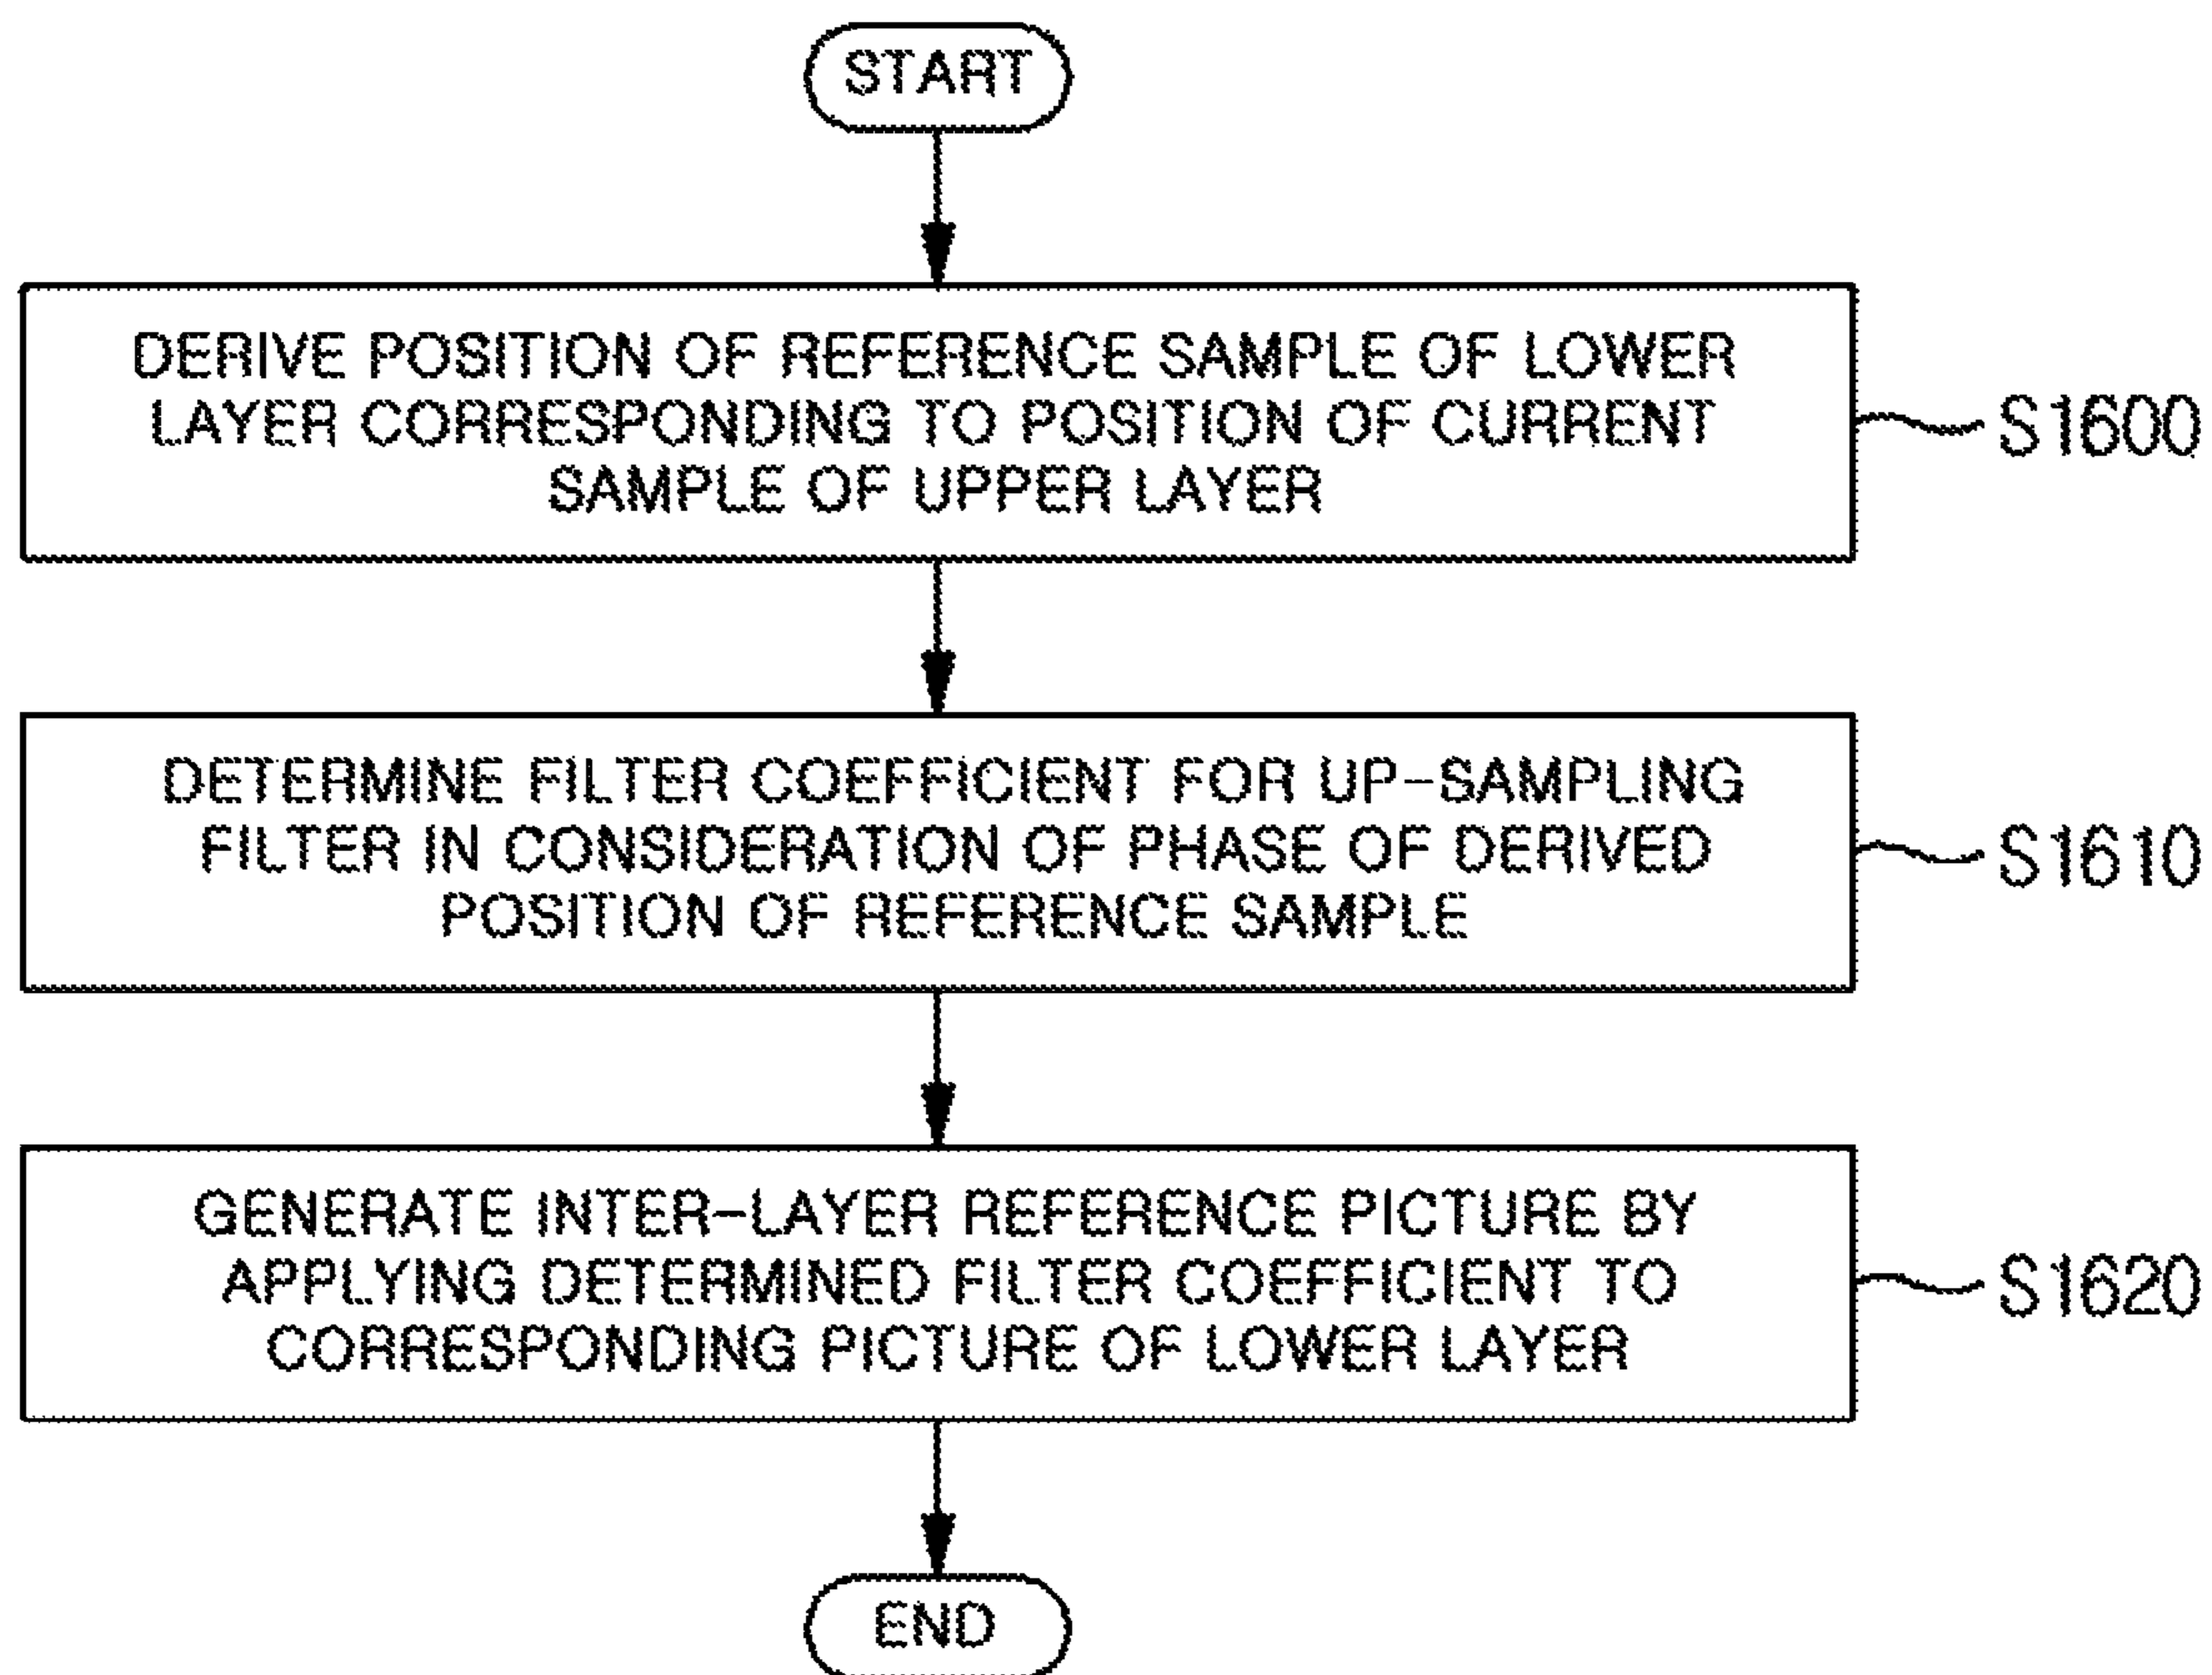 START
DERIVE POSITION OF REFERENCE SAMPLE OF LOWER
LAYER CORRESPONDING TO POSITION OF CURRENT
SAMPLE OF UPPER LAYER
S1600
DETERMINE FILTER COEFFICIENT FOR UP-SAMPLING
FILTER IN CONSIDERATION OF PHASE OF DERIVED
POSITION OF REFERENCE SAMPLE
S1610
GENERATE INTER-LAYER REFERENCE PICTURE BY
APPLYING DETERMINED FILTER COEFFICIENT TO
CORRESPONDING PICTURE OF LOWER LAYER
S1620
END